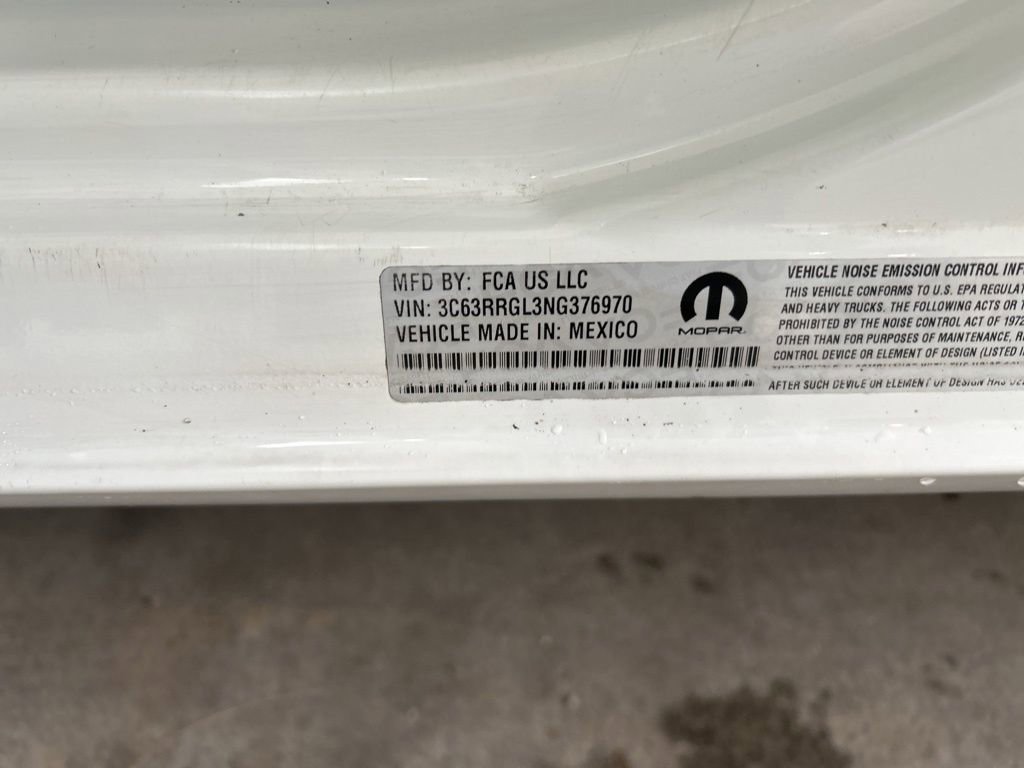 MFD BY: FCA US LLC
VIN: 3C63RRGL3NG376970
VEHICLE MADE IN: MEXICO
MOPAR
VEHICLE NOISE EMISSION CONTROL INF
THIS VEHICLE CONFORMS TO U.S. EPA REGULAT
AND HEAVY TRUCKS. THE FOLLOWING ACTS OR T
PROHIBITED BY THE NOISE CONTROL ACT OF 1972
OTHER THAN FOR PURPOSES OF MAINTENANCE, R
CONTROL DEVICE OR ELEMENT OF DESIGN (LISTED I
AFTER SUCH DEVICE OR ELEMENT OF DESIGN HAS